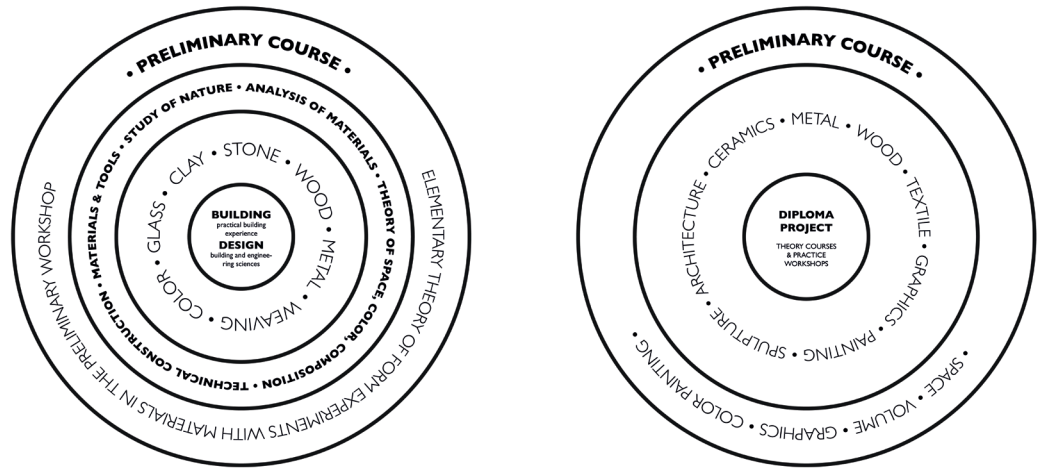 • PRELIMINARY COURSE •
ELEMENTARY THEORY OF FORM EXPERIMENTS WITH MATERIALS IN THE PRELIMINARY WORKSHOP
STUDY OF NATURE • ANALYSIS OF MATERIALS • THEORY OF SPACE, COLOR, COMPOSITION • TECHNICAL CONSTRUCTION • MATERIALS & TOOLS •
CLAY • STONE • WOOD • METAL • WEAVING • COLOR • GLASS •
BUILDING
practical building
experience
DESIGN
building and enginee-
ring sciences
• PRELIMINARY COURSE •
• SPACE • VOLUME • GRAPHICS • COLOR PAINTING •
ARCHITECTURE • CERAMICS • METAL • WOOD • TEXTILE • GRAPHICS • PAINTING • SPULPTURE •
DIPLOMA
PROJECT
THEORY COURSES
& PRACTICE
WORKSHOPS